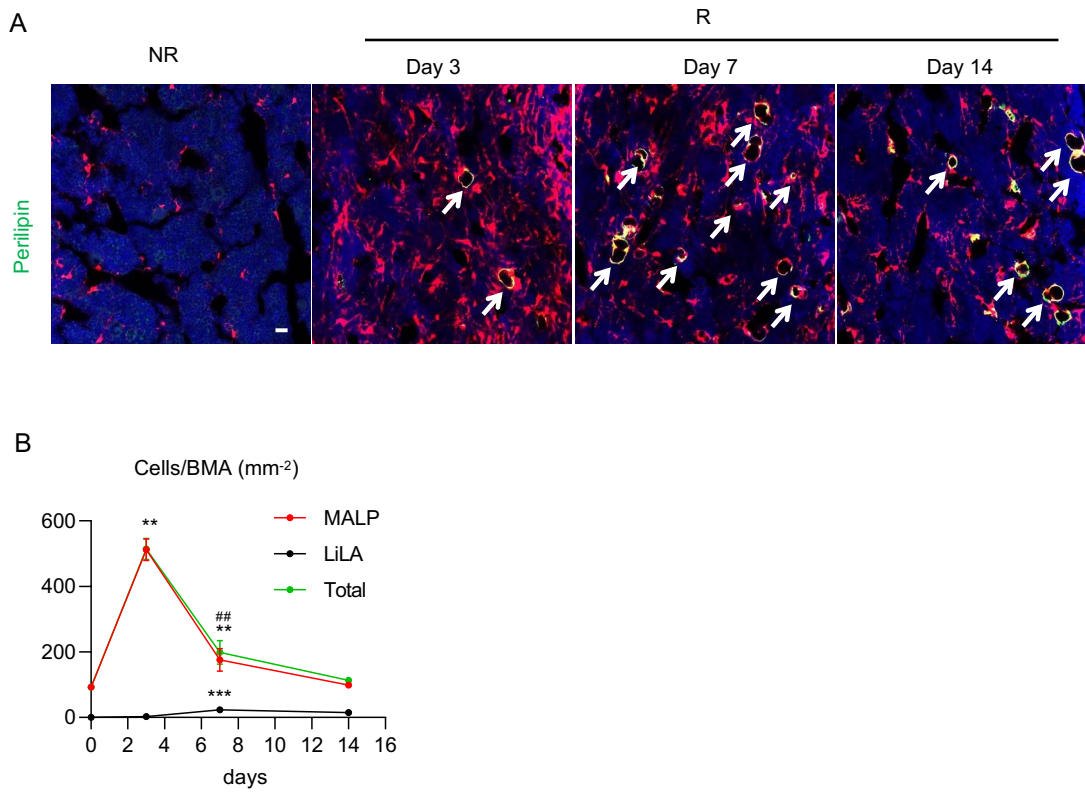 A
R
NR
Day 3
Day 7
Day 14
Perilipin
B
Cells/BMA (mm-2)
600
400
200
0
**
##
**
***
MALP
LiLA
Total
0 2 4 6 8 10 12 14 16
days